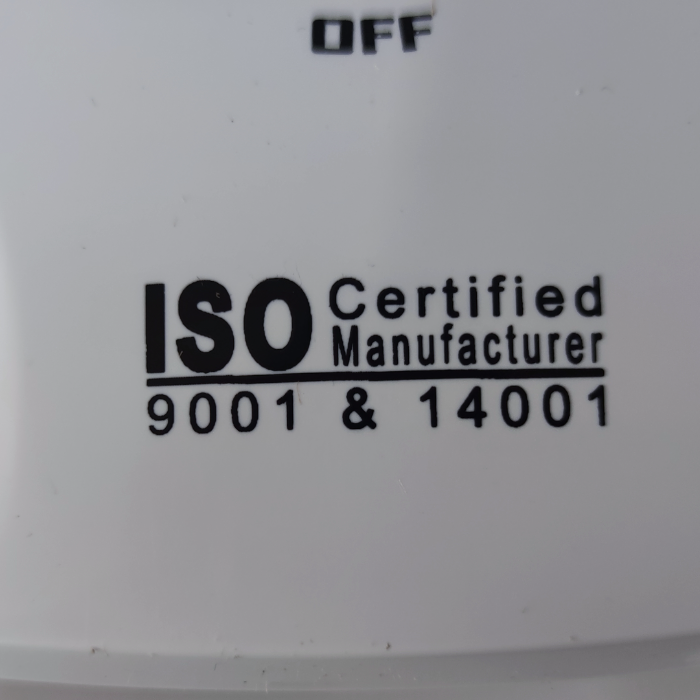 OFF
ISO Certified
Manufacturer
9001 & 14001